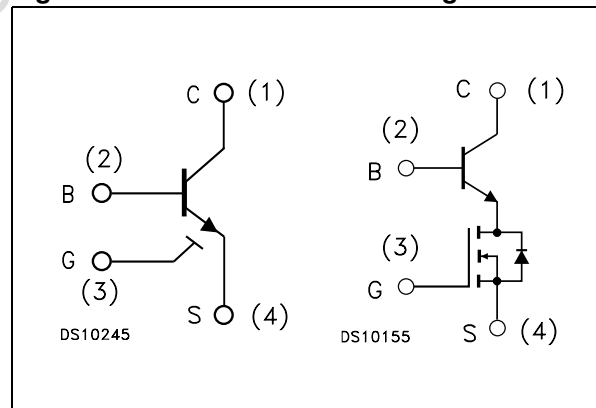 C (1)
(2)
B
G
(3)
S (4)
DS10245
C (1)
(2)
B
(3)
G
S (4)
DS10155